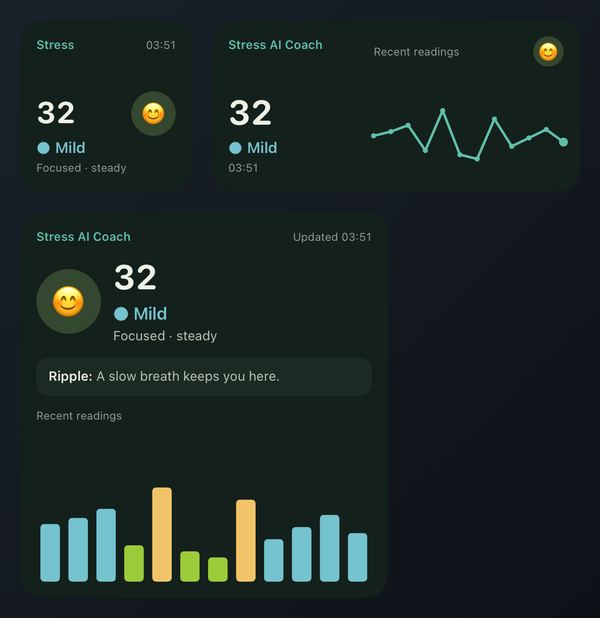 Stress 03:51
32
Mild
Focused · steady
Stress AI Coach
Recent readings
32
Mild
03:51
Stress AI Coach Updated 03:51
32
Mild
Focused · steady
Ripple: A slow breath keeps you here.
Recent readings